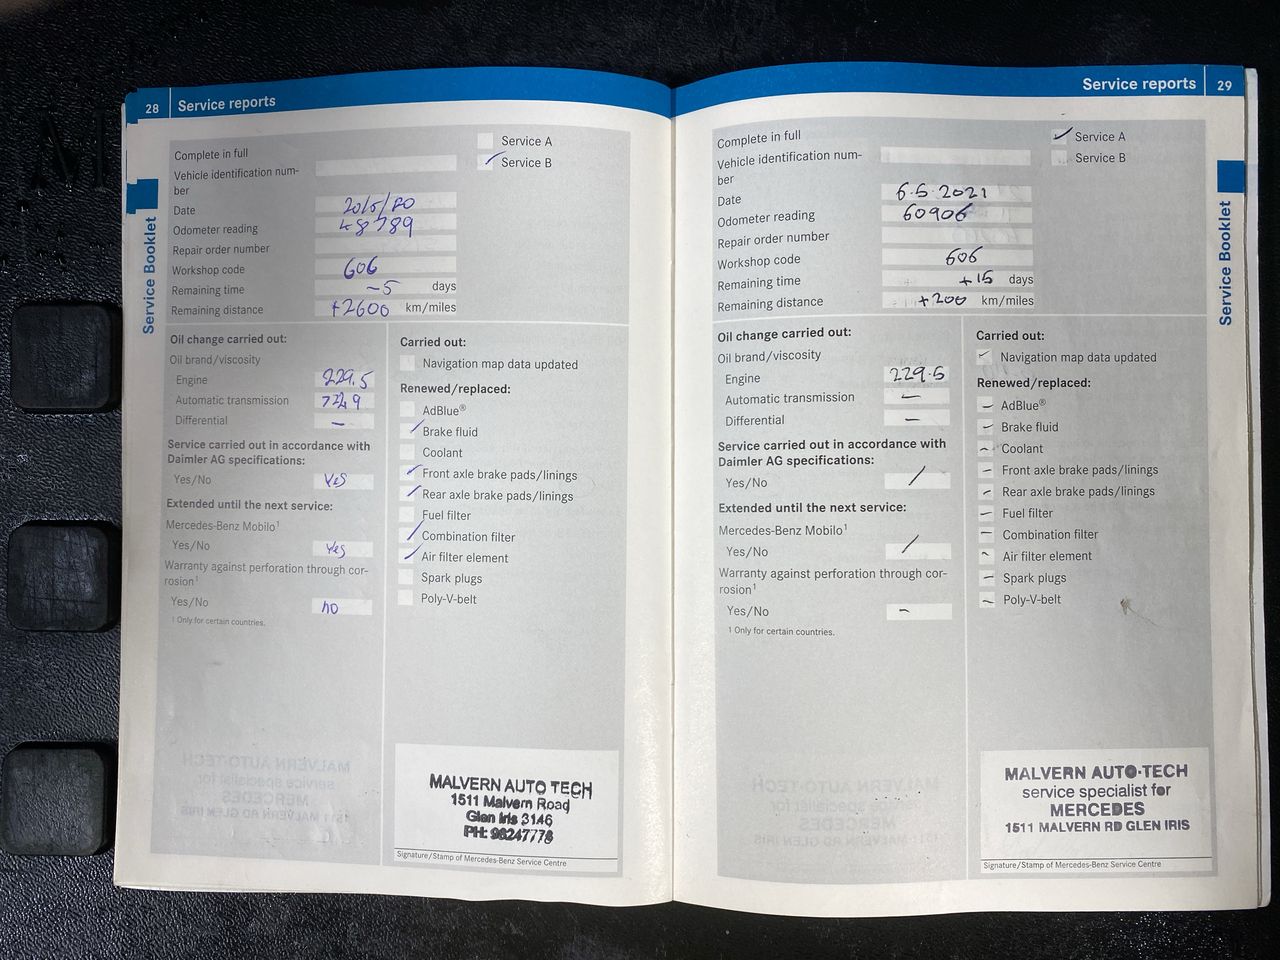 28 Service reports
Complete in full
Service A
Service B
Vehicle identification num-
ber
Date 20/5/20
Odometer reading 48789
Repair order number
Workshop code 606
Remaining time -5 days
Remaining distance +2600 km/miles
Oil change carried out:
Oil brand/viscosity
Engine 229.5
Automatic transmission
Differential -
Service carried out in accordance with
Daimler AG specifications:
Yes/No Yes
Extended until the next service:
Mercedes-Benz Mobilo¹
Yes/No Yes
Warranty against perforation through cor-
rosion¹
Yes/No no
¹ Only for certain countries.
Carried out:
Navigation map data updated
Renewed/replaced:
AdBlue®
Brake fluid
Coolant
Front axle brake pads/linings
Rear axle brake pads/linings
Fuel filter
Combination filter
Air filter element
Spark plugs
Poly-V-belt
MALVERN AUTO TECH
1511 Malvern Road
Glen Iris 3146
PH: 98247778
Signature/Stamp of Mercedes-Benz Service Centre
Service Booklet
Service reports 29
Complete in full
Service A
Service B
Vehicle identification num-
ber
Date 6.5.2021
Odometer reading 60906
Repair order number
Workshop code 606
Remaining time +15 days
Remaining distance +200 km/miles
Oil change carried out:
Oil brand/viscosity
Engine 229.5
Automatic transmission -
Differential -
Service carried out in accordance with
Daimler AG specifications:
Yes/No /
Extended until the next service:
Mercedes-Benz Mobilo¹
Yes/No /
Warranty against perforation through cor-
rosion¹
Yes/No -
¹ Only for certain countries.
Carried out:
Navigation map data updated
Renewed/replaced:
AdBlue®
Brake fluid
Coolant
Front axle brake pads/linings
Rear axle brake pads/linings
Fuel filter
Combination filter
Air filter element
Spark plugs
Poly-V-belt
MALVERN AUTO-TECH
service specialist for
MERCEDES
1511 MALVERN RD GLEN IRIS
Signature/Stamp of Mercedes-Benz Service Centre
Service Booklet